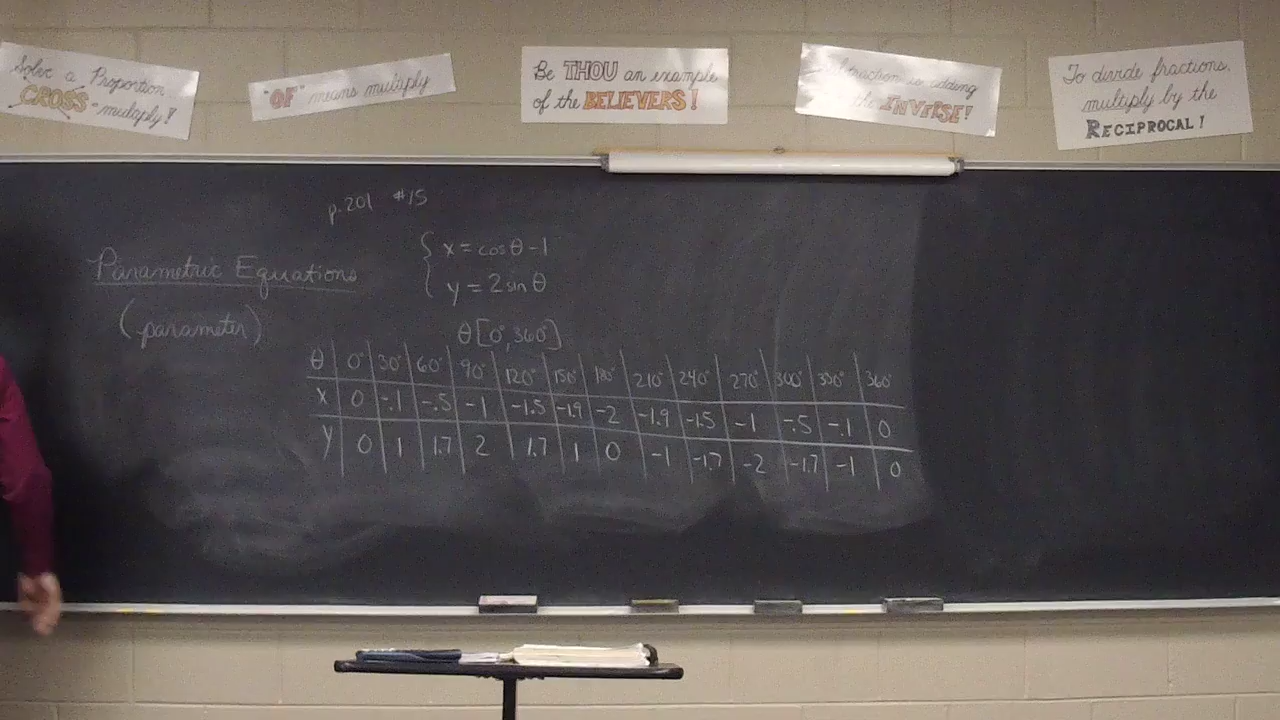 Solve a Proportion
"CROSS"-multiply!
"OF" means multiply
Be THOU an example
of the BELIEVERS!
Subtraction is adding
the INVERSE!
To divide fractions,
multiply by the
RECIPROCAL!
p.201 #15
Parametric Equations
(parameter)
x = cos θ - 1
y = 2 sin θ
θ [0°, 360°]
θ 0° 30° 60° 90° 120° 150° 180° 210° 240° 270° 300° 330° 360°
x 0 -.1 -.5 -1 -1.5 -1.9 -2 -1.9 -1.5 -1 -.5 -.1 0
y 0 1 1.7 2 1.7 1 0 -1 -1.7 -2 -1.7 -1 0